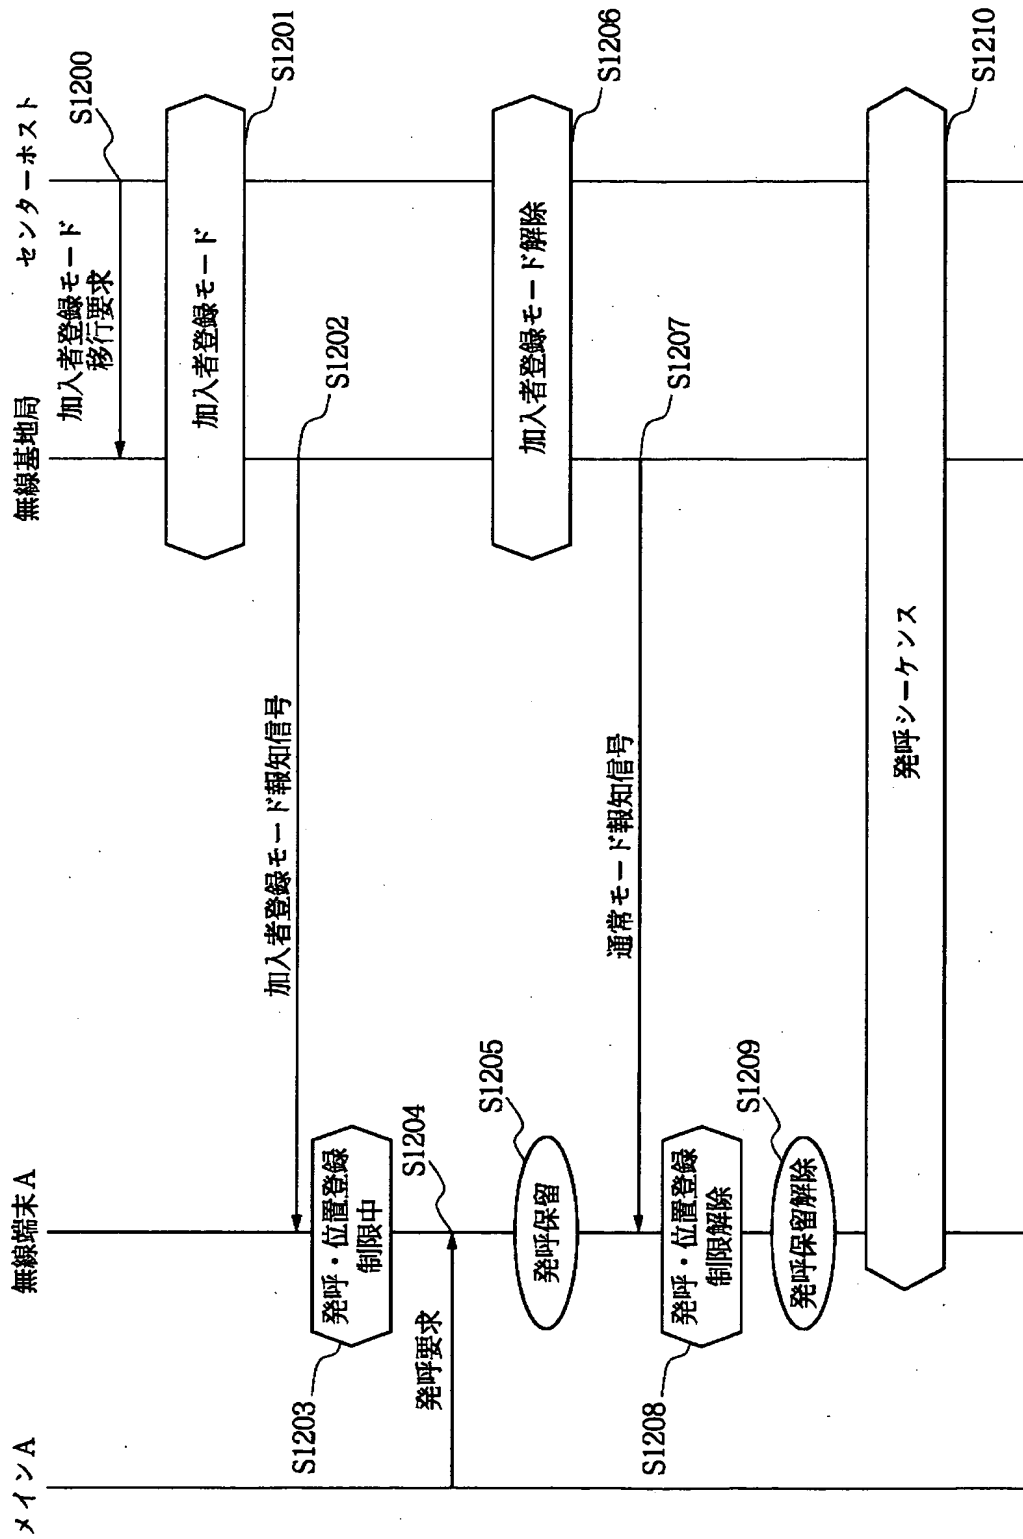 メインA
無線端末A
無線基地局
センターホスト
加入者登録モード
移行要求
S1200
加入者登録モード
S1201
加入者登録モード報知信号
S1202
発呼・位置登録
制限中
S1203
発呼要求
S1204
発呼保留
S1205
加入者登録モード解除
S1206
通常モード報知信号
S1207
発呼・位置登録
制限解除
S1208
発呼保留解除
S1209
発呼シーケンス
S1210